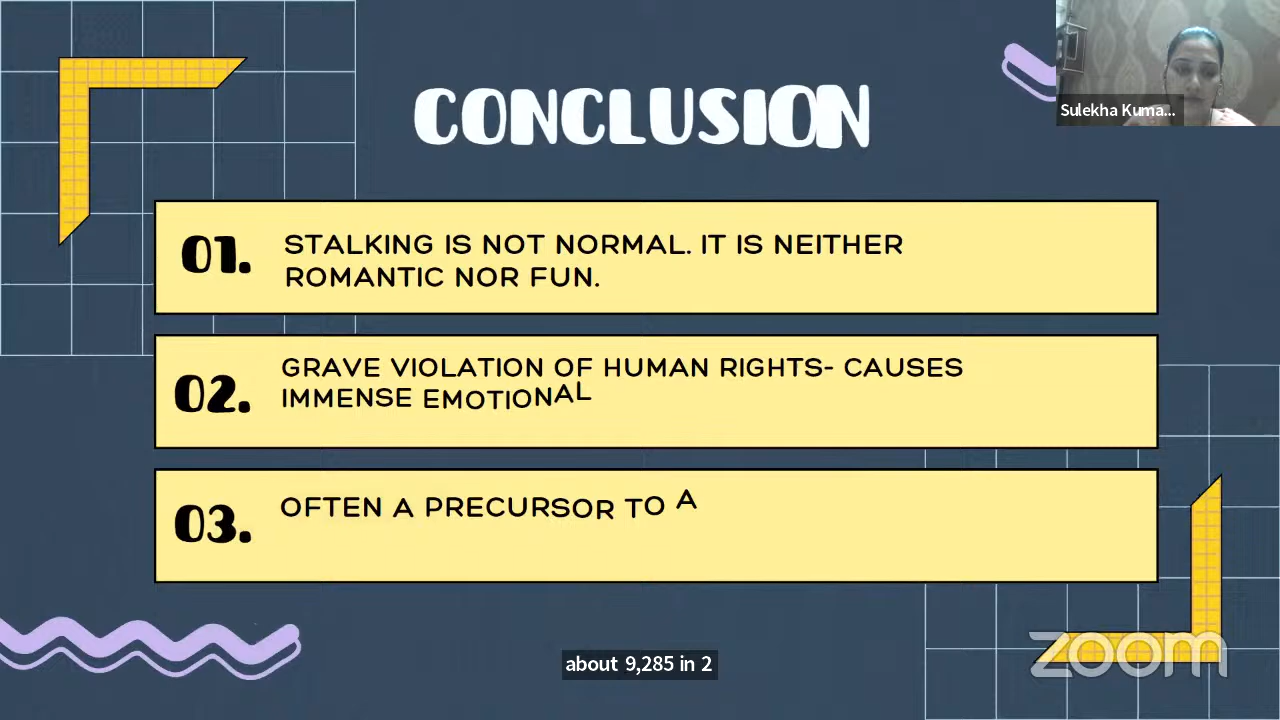 CONCLUSION
Sulekha Kuma...
01.
STALKING IS NOT NORMAL. IT IS NEITHER
ROMANTIC NOR FUN.
02.
GRAVE VIOLATION OF HUMAN RIGHTS- CAUSES
IMMENSE EMOTIONAL
03.
OFTEN A PRECURSOR TO A
zoom
about 9,285 in 2